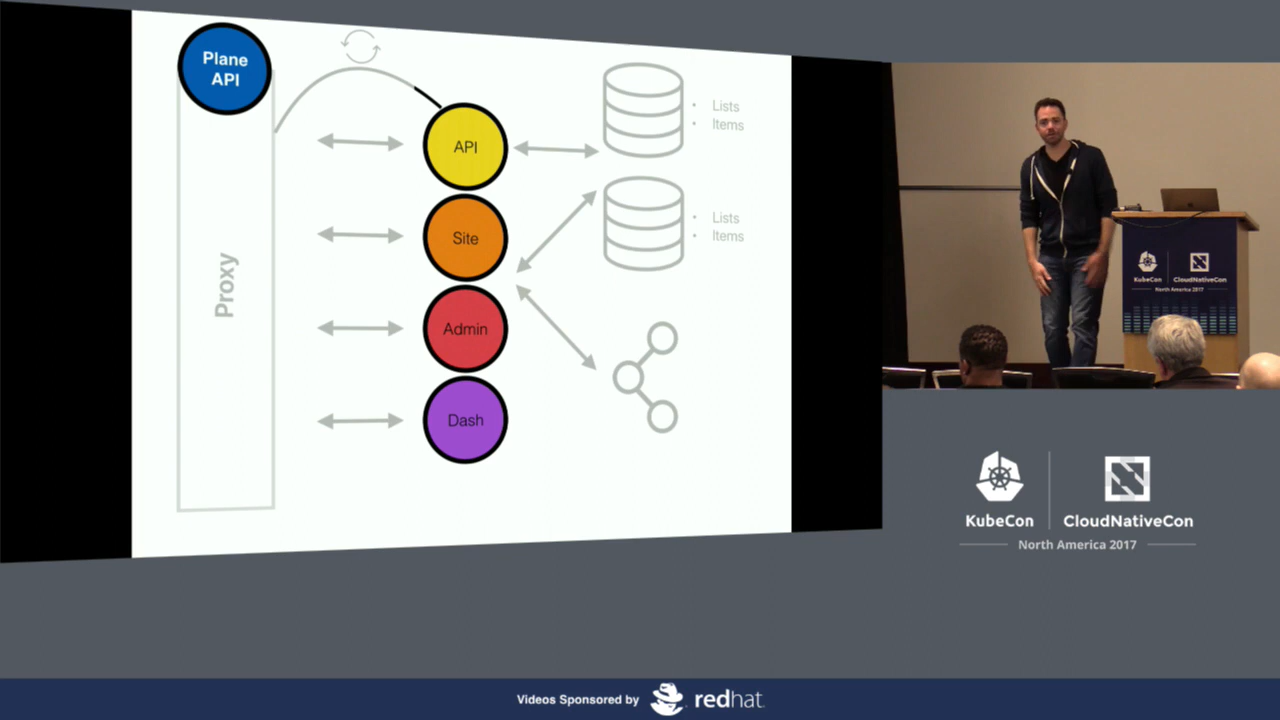 Plane
API
Proxy
API
Site
Admin
Dash
• Lists
• Items
• Lists
• Items
KubeCon
CloudNativeCon
North America 2017
KubeCon
CloudNativeCon
North America 2017
Videos Sponsored by
redhat